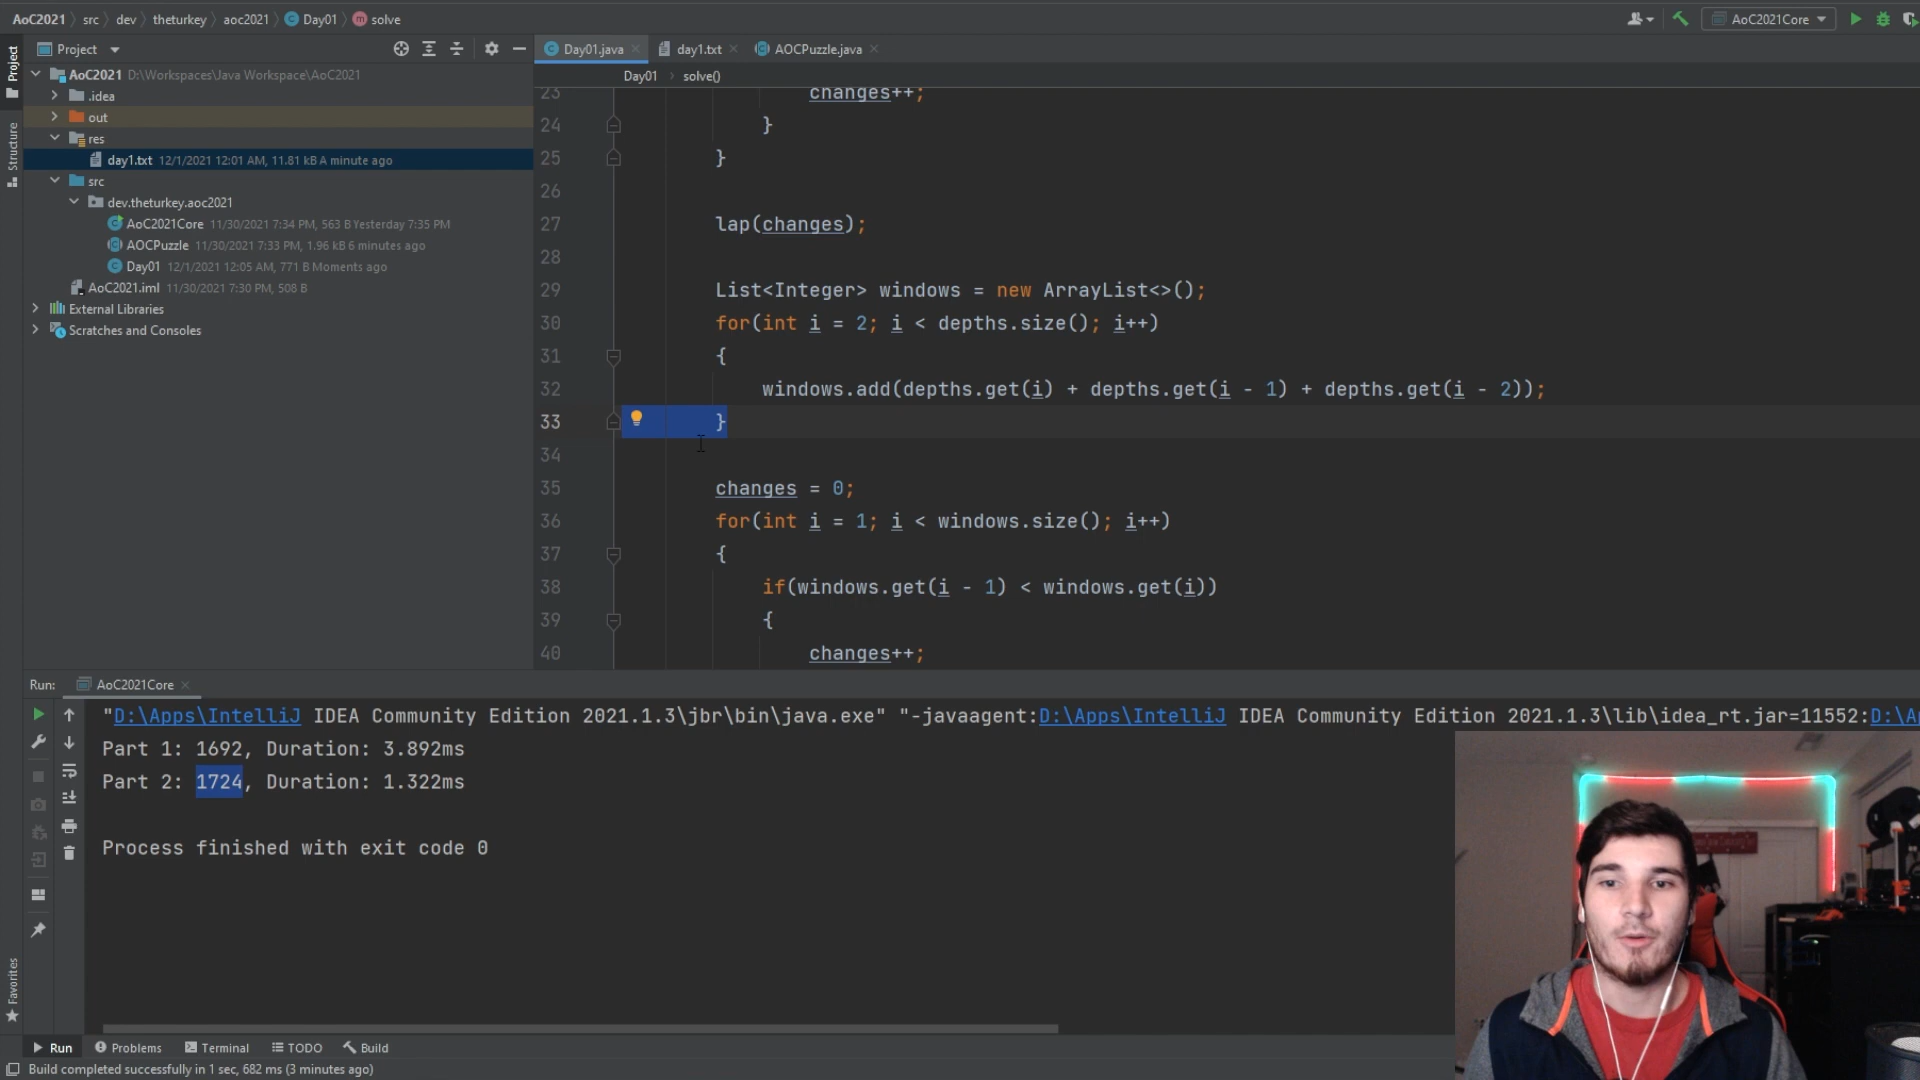 AoC2021 src dev theturkey aoc2021 Day01 solve
AoC2021Core
Project
Day01.java day1.txt AOCPuzzle.java
Project
Structure
Favorites
AoC2021 D:\Workspaces\Java Workspace\AoC2021
.idea
out
res
day1.txt 12/1/2021 12:01 AM, 11.81 kB A minute ago
src
dev.theturkey.aoc2021
AoC2021Core 11/30/2021 7:34 PM, 563 B Yesterday 7:35 PM
AOCPuzzle 11/30/2021 7:33 PM, 1.96 kB 6 minutes ago
Day01 12/1/2021 12:05 AM, 771 B Moments ago
AoC2021.iml 11/30/2021 7:30 PM, 508 B
External Libraries
Scratches and Consoles
Day01 solve()
23 changes++;
24 }
25 }
26
27 lap(changes);
28
29 List<Integer> windows = new ArrayList<>();
30 for(int i = 2; i < depths.size(); i++)
31 {
32 windows.add(depths.get(i) + depths.get(i - 1) + depths.get(i - 2));
33 }
34
35 changes = 0;
36 for(int i = 1; i < windows.size(); i++)
37 {
38 if(windows.get(i - 1) < windows.get(i))
39 {
40 changes++;
Run: AoC2021Core
"D:\Apps\IntelliJ IDEA Community Edition 2021.1.3\jbr\bin\java.exe" "-javaagent:D:\Apps\IntelliJ IDEA Community Edition 2021.1.3\lib\idea_rt.jar=11552:D:\A
Part 1: 1692, Duration: 3.892ms
Part 2: 1724, Duration: 1.322ms
Process finished with exit code 0
Run Problems Terminal TODO Build
Build completed successfully in 1 sec, 682 ms (3 minutes ago)